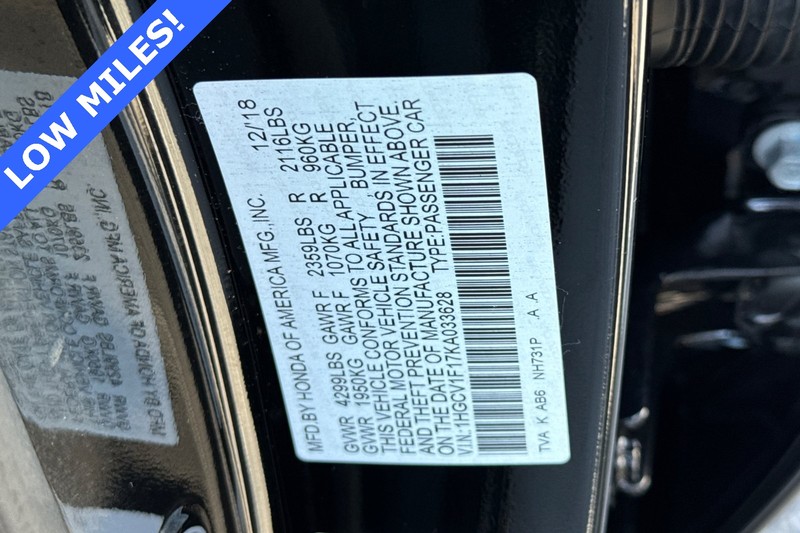 LOW MILES!
MFD.BY HONDA OF AMERICA MFG.,INC. 12/18
GVWR 4299LBS GAWR F 2359LBS R 2116LBS
GVWR 1950KG GAWR F 1070KG R 960KG
THIS VEHICLE CONFORMS TO ALL APPLICABLE
FEDERAL MOTOR VEHICLE SAFETY, BUMPER,
AND THEFT PREVENTION STANDARDS IN EFFECT
ON THE DATE OF MANUFACTURE SHOWN ABOVE.
V.I.N.:1HGCV1F17KA033628 TYPE:PASSENGER CAR
TVA K AB6 NH731P .A .A